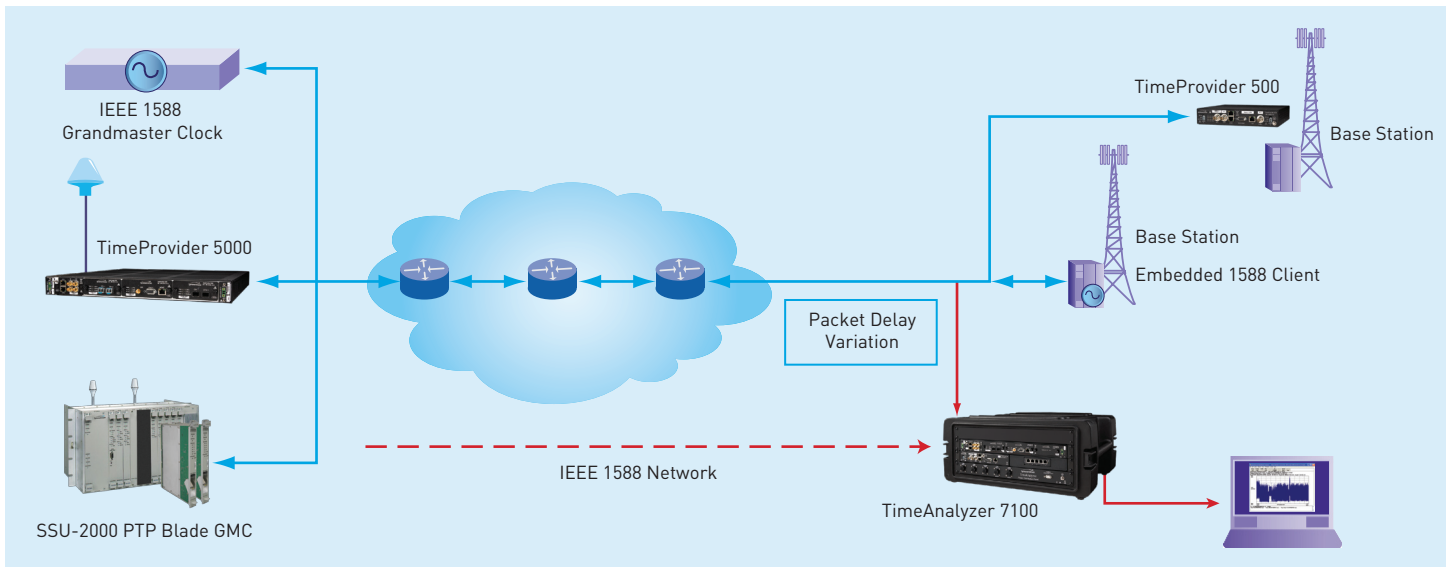 IEEE 1588
Grandmaster Clock
TimeProvider 5000
SSU-2000 PTP Blade GMC
Packet Delay
Variation
IEEE 1588 Network
TimeProvider 500
Base Station
Base Station
Embedded 1588 Client
TimeAnalyzer 7100